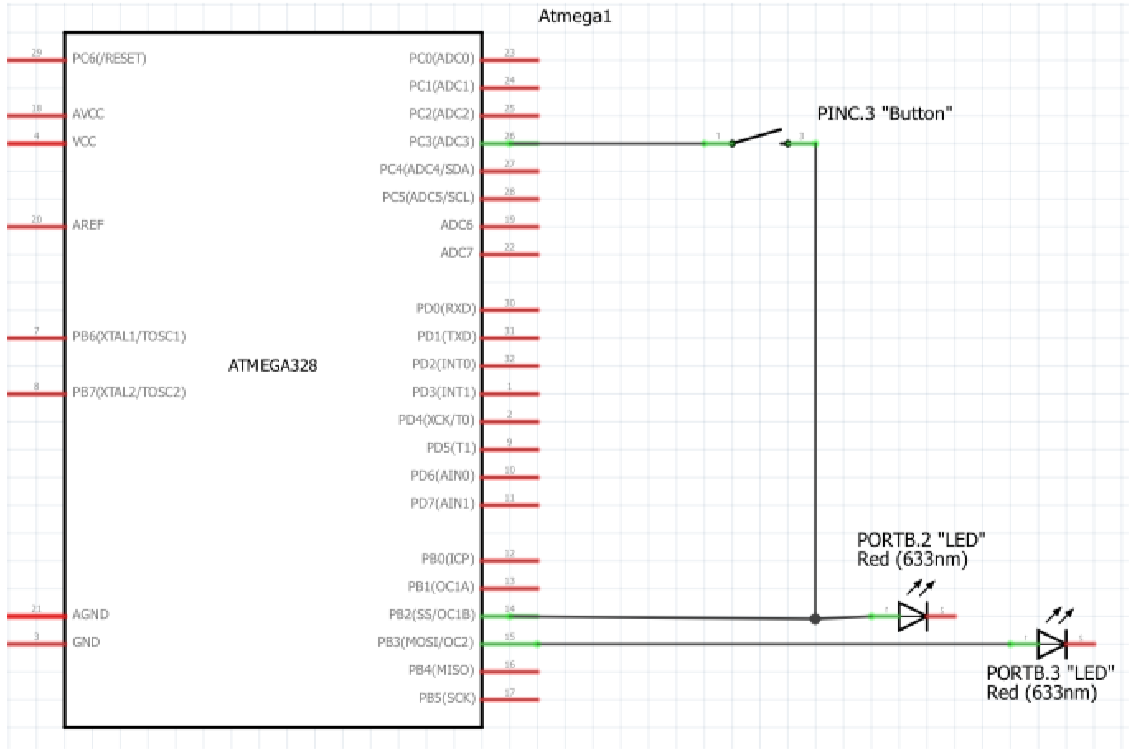 Atmega1
29 PC6(/RESET)
PC0(ADC0) 23
PC1(ADC1) 24
18 AVCC
PC2(ADC2) 25
PINC.3 "Button"
4 VCC
PC3(ADC3) 26
1 3
PC4(ADC4/SDA) 27
PC5(ADC5/SCL) 28
20 AREF
ADC6 19
ADC7 22
PD0(RXD) 30
7 PB6(XTAL1/TOSC1)
PD1(TXD) 31
ATMEGA328
PD2(INT0) 32
8 PB7(XTAL2/TOSC2)
PD3(INT1) 1
PD4(XCK/T0) 2
PD5(T1) 9
PD6(AIN0) 10
PD7(AIN1) 11
PORTB.2 "LED"
Red (633nm)
PB0(ICP) 12
PB1(OC1A) 13
21 AGND
PB2(SS/OC1B) 14
3 GND
PB3(MOSI/OC2) 15
PB4(MISO) 16
PORTB.3 "LED"
Red (633nm)
PB5(SCK) 17